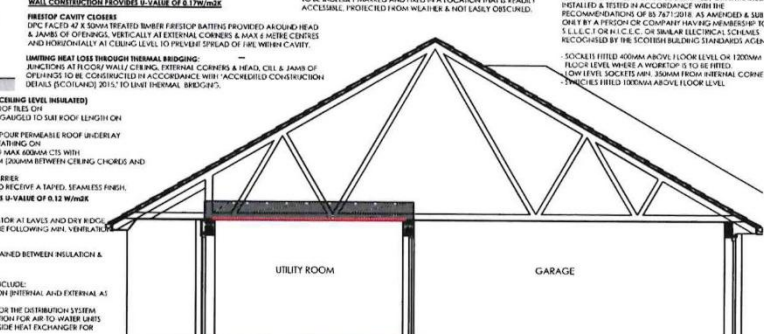 WALL CONSTRUCTION PROVIDES U-VALUE OF 0.17W/m2K
FIRESTOP CAVITY CLOSERS
DPC FACED 47 X 50MM TREATED TIMBER FIRESTOP BATTENS PROVIDED AROUND HEAD
& JAMBS OF OPENINGS, VERTICALLY AT EXTERNAL CORNERS & MAX 6 METRE CENTRES
AND HORIZONTALLY AT CEILING LEVEL TO PREVENT SPREAD OF FIRE WITHIN CAVITY.
LIMITING HEAT LOSS THROUGH THERMAL BRIDGING:
JUNCTIONS AT FLOOR/ WALL/ CEILING, EXTERNAL CORNERS & HEAD, CILL & JAMB OF
OPENINGS TO BE CONSTRUCTED IN ACCORDANCE WITH "ACCREDITED CONSTRUCTION
DETAILS (SCOTLAND) 2015." TO LIMIT THERMAL BRIDGING.
CEILING LEVEL INSULATED)
OF TILES ON
GAUGED TO SUIT ROOF LENGTH ON
POUR PERMEABLE ROOF UNDERLAY
EATHING ON
MAX 600MM CTS WITH
(200MM BETWEEN CEILING CHORDS AND
RRIER
O RECEIVE A TAPED, SEAMLESS FINISH.
S U-VALUE OF 0.12 W/m2K
TOR AT EAVES AND DRY RIDGE
E FOLLOWING MIN. VENTILATION
AINED BETWEEN INSULATION &
CLUDE:
ON (INTERNAL AND EXTERNAL AS
OR THE DISTRIBUTION SYSTEM
TION FOR AIR-TO-WATER UNITS
SIDE HEAT EXCHANGER FOR
ACCESSIBLE, PROTECTED FROM WEATHER & NOT EASILY OBSCURED.
INSTALLED & TESTED IN ACCORDANCE WITH THE
RECOMMENDATIONS OF BS 7671:2018 AS AMENDED & SUB
ONLY BY A PERSON OR COMPANY HAVING MEMBERSHIP TO
S.E.L.E.C.T OR N.I.C.E.C. OR SIMILAR ELECTRICAL SCHEMES
RECOGNISED BY THE SCOTTISH BUILDING STANDARDS AGEN
- SOCKETS FITTED 400MM ABOVE FLOOR LEVEL OR 1200MM
FLOOR LEVEL WHERE A WORKTOP IS TO BE FITTED.
- LOW LEVEL SOCKETS MIN. 350MM FROM INTERNAL CORNE
- SWITCHES FITTED 1000MM ABOVE FLOOR LEVEL
UTILITY ROOM
GARAGE